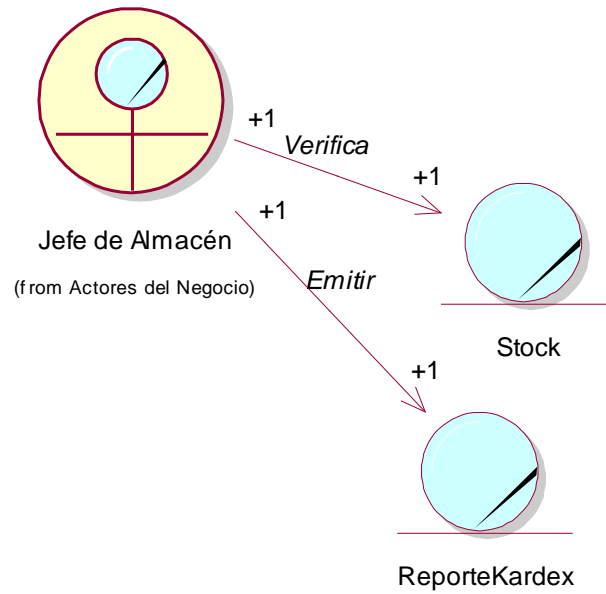 +1
Verifica
+1
Jefe de Almacén
(from Actores del Negocio)
+1
Emitir
Stock
+1
ReporteKardex